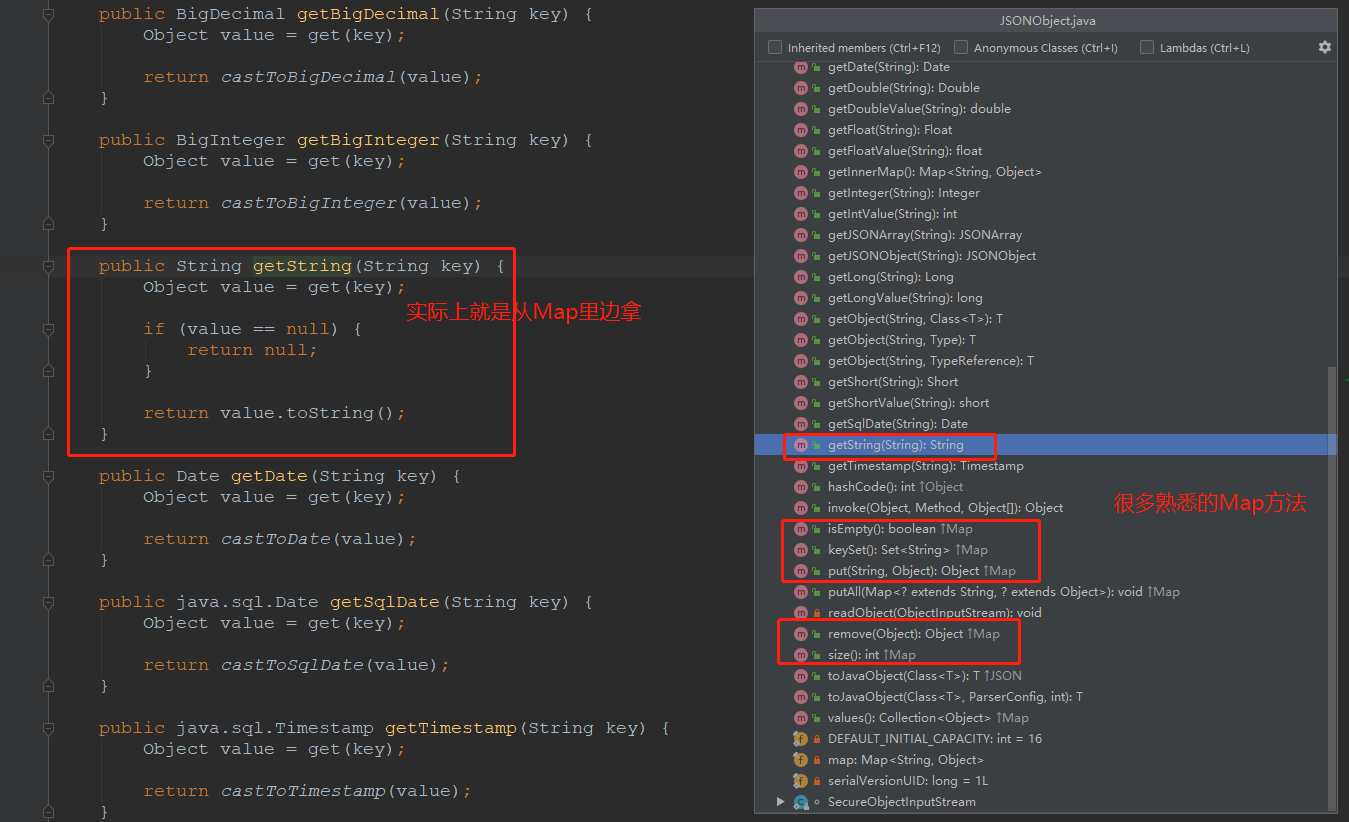 public BigDecimal getBigDecimal(String key) {
Object value = get(key);
return castToBigDecimal(value);
}
public BigInteger getBigInteger(String key) {
Object value = get(key);
return castToBigInteger(value);
}
public String getString(String key) {
Object value = get(key);
实际上就是从Map里边拿
if (value == null) {
return null;
}
return value.toString();
}
public Date getDate(String key) {
Object value = get(key);
return castToDate(value);
}
public java.sql.Date getSqlDate(String key) {
Object value = get(key);
return castToSqlDate(value);
}
public java.sql.Timestamp getTimestamp(String key) {
Object value = get(key);
return castToTimestamp(value);
}
JSONObject.java
Inherited members (Ctrl+F12) Anonymous Classes (Ctrl+I) Lambdas (Ctrl+L)
m getDate(String): Date
m getDouble(String): Double
m getDoubleValue(String): double
m getFloat(String): Float
m getFloatValue(String): float
m getInnerMap(): Map<String, Object>
m getInteger(String): Integer
m getIntValue(String): int
m getJSONArray(String): JSONArray
m getJSONObject(String): JSONObject
m getLong(String): Long
m getLongValue(String): long
m getObject(String, Class<T>): T
m getObject(String, Type): T
m getObject(String, TypeReference): T
m getShort(String): Short
m getShortValue(String): short
m getSqlDate(String): Date
m getString(String): String
m getTimestamp(String): Timestamp
m hashCode(): int ↑Object
m invoke(Object, Method, Object[]): Object
很多熟悉的Map方法
m isEmpty(): boolean ↑Map
m keySet(): Set<String> ↑Map
m put(String, Object): Object ↑Map
m putAll(Map<? extends String, ? extends Object>): void ↑Map
m readObject(ObjectInputStream): void
m remove(Object): Object ↑Map
m size(): int ↑Map
m toJavaObject(Class<T>): T ↑JSON
m toJavaObject(Class<T>, ParserConfig, int): T
m values(): Collection<Object> ↑Map
f DEFAULT_INITIAL_CAPACITY: int = 16
f map: Map<String, Object>
f serialVersionUID: long = 1L
C SecureObjectInputStream